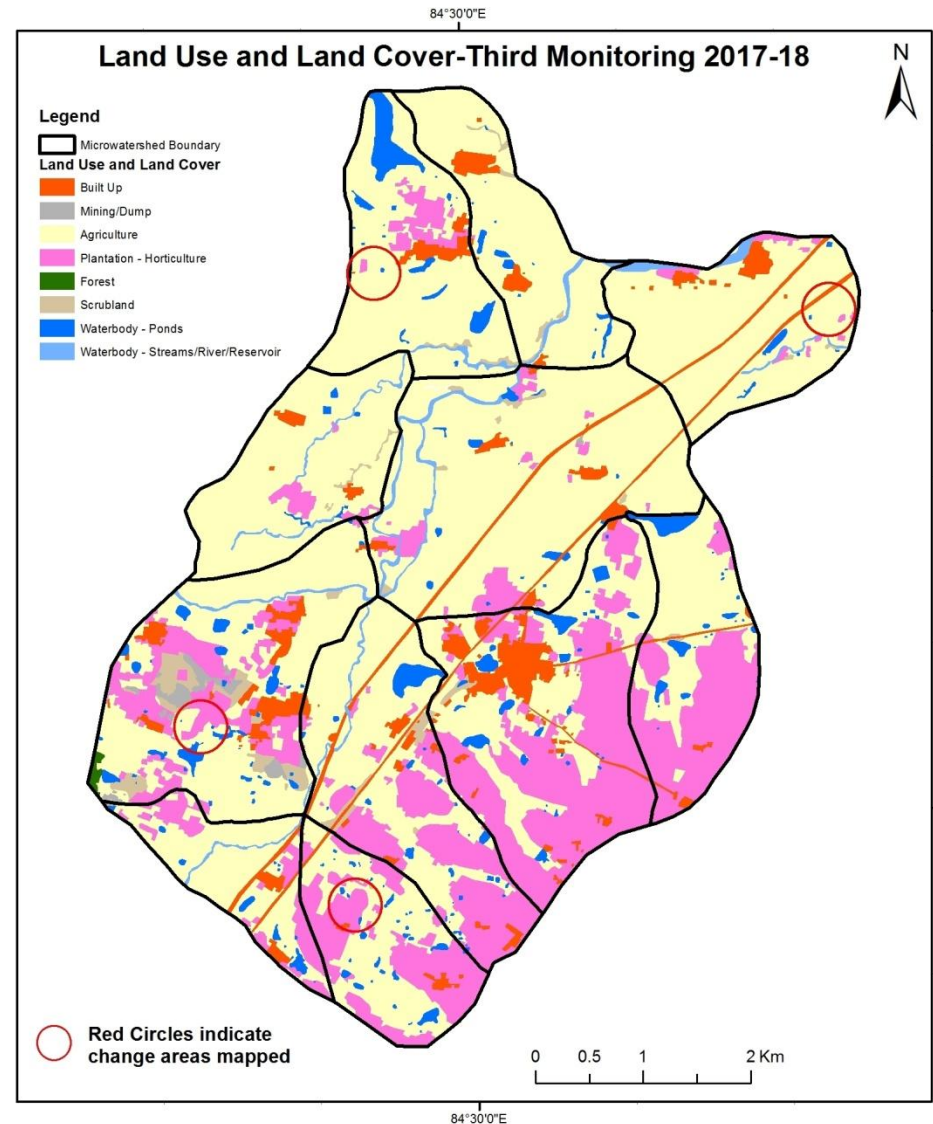 84°30'0"E
Land Use and Land Cover-Third Monitoring 2017-18
N
Legend
Microwatershed Boundary
Land Use and Land Cover
Built Up
Mining/Dump
Agriculture
Plantation - Horticulture
Forest
Scrubland
Waterbody - Ponds
Waterbody - Streams/River/Reservoir
Red Circles indicate
change areas mapped
0 0.5 1 2 Km
84°30'0"E